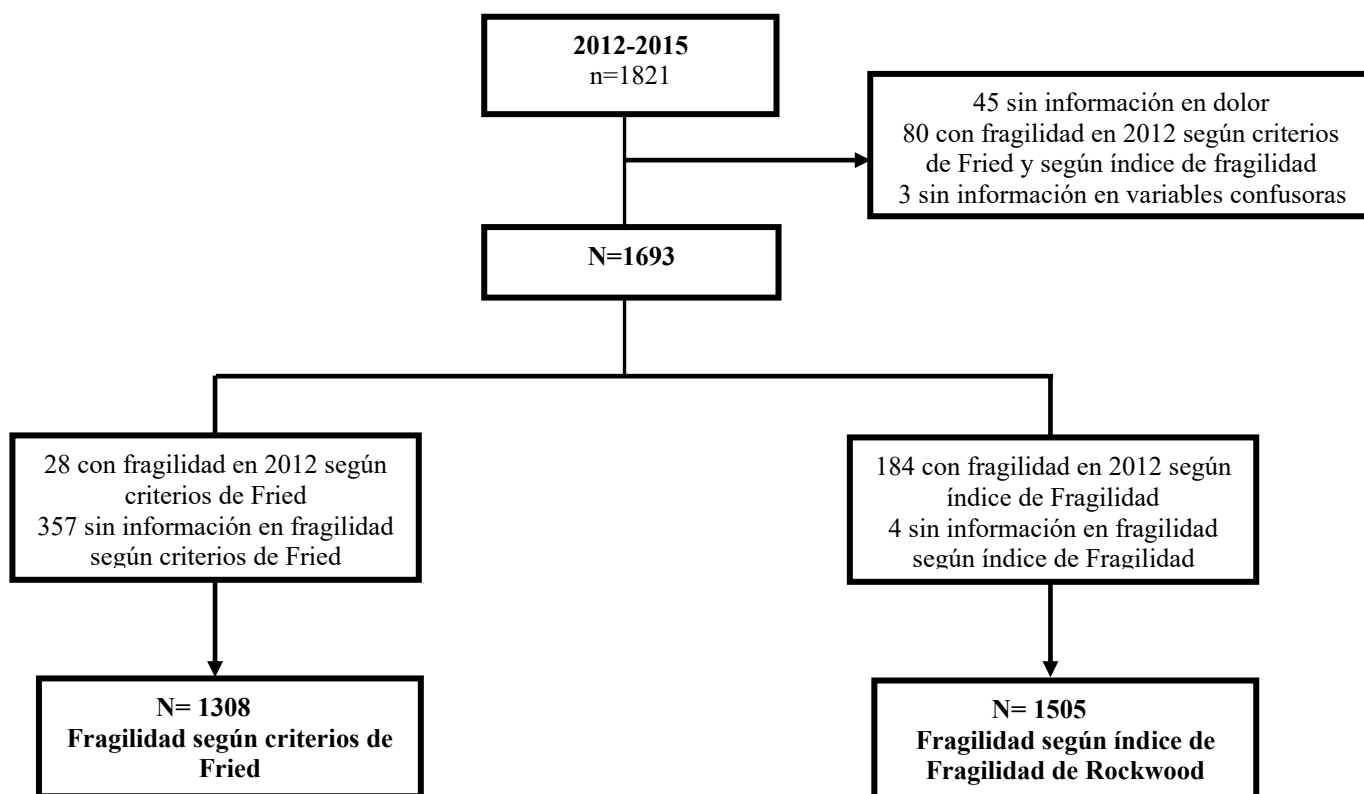 2012-2015
n=1821
45 sin información en dolor
80 con fragilidad en 2012 según criterios
de Fried y según índice de fragilidad
3 sin información en variables confusoras
N=1693
28 con fragilidad en 2012 según
criterios de Fried
357 sin información en fragilidad
según criterios de Fried
184 con fragilidad en 2012 según
índice de Fragilidad
4 sin información en fragilidad
según índice de Fragilidad
N= 1308
Fragilidad según criterios de
Fried
N= 1505
Fragilidad según índice de
Fragilidad de Rockwood